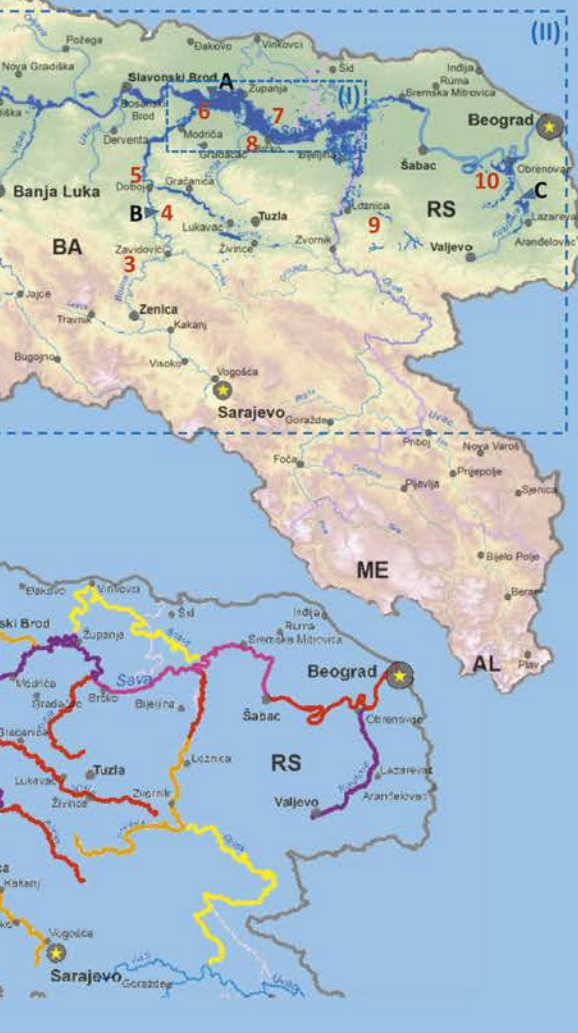 (II)
Požega
Đakovo
Vinkovci
Nova Gradiška
Šid
Inđija
Ruma
Slavonski Brod
A
Županja
(I)
Sremska Mitrovica
Bosanski
Brod
6
7
Beograd
Modriča
Derventa
8
Gradačac
Šabac
Obrenovac
5
Gračanica
10
C
Banja Luka
Doboj
B
4
Loznica
RS
Lazarevac
Lukavac
Tuzla
9
BA
Živinice
Zvornik
Valjevo
Aranđelovac
Zavidovići
3
Jajce
Zenica
Travnik
Kakanj
Bugojno
Visoko
Vogošća
Sarajevo
Goražde
Uvac
Priboj
Nova Varoš
Foča
Prijepolje
Pljevlja
Sjenica
Bijelo Polje
ME
AL
Plav
Đakovo
Vinkovci
Šid
Inđija
Ruma
ski Brod
Županja
Sremska Mitrovica
Sava
Beograd
Modriča
Gradačac
Brčko
Bijeljina
Šabac
Obrenovac
Gračanica
Loznica
RS
Lazarevac
Tuzla
Lukavac
Živinice
Zvornik
Valjevo
Aranđelovac
Kakanj
Vogošća
Sarajevo
Goražde
Uvac